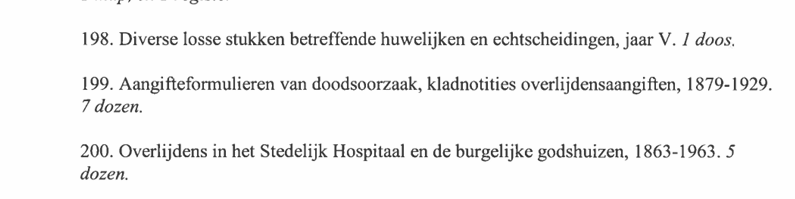 198. Diverse losse stukken betreffende huwelijken en echtscheidingen, jaar V. 1 doos.
199. Aangifteformulieren van doodsoorzaak, kladnotities overlijdensaangiften, 1879-1929.
7 dozen.
200. Overlijdens in het Stedelijk Hospitaal en de burgelijke godshuizen, 1863-1963. 5
dozen.